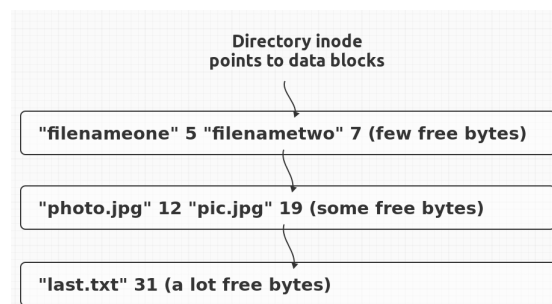 Directory inode
points to data blocks
"filenameone" 5 "filenametwo" 7 (few free bytes)
"photo.jpg" 12 "pic.jpg" 19 (some free bytes)
"last.txt" 31 (a lot free bytes)